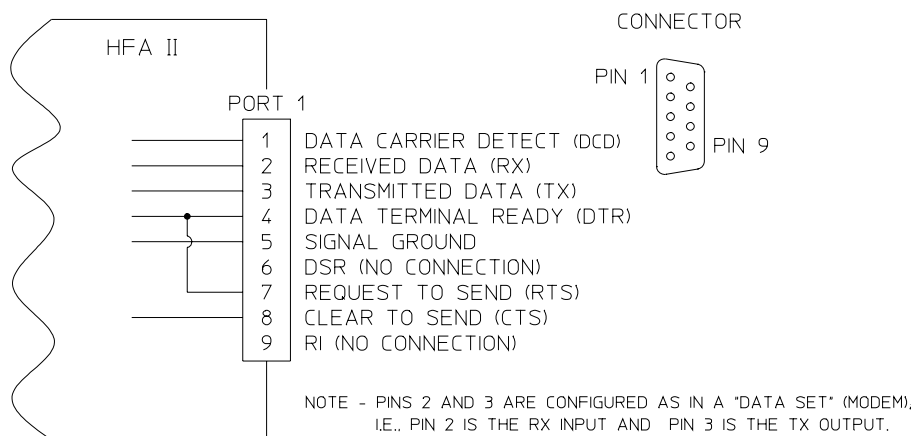 CONNECTOR
HFA II
PIN 1
PORT 1
1 DATA CARRIER DETECT (DCD)
PIN 9
2 RECEIVED DATA (RX)
3 TRANSMITTED DATA (TX)
4 DATA TERMINAL READY (DTR)
5 SIGNAL GROUND
6 DSR (NO CONNECTION)
7 REQUEST TO SEND (RTS)
8 CLEAR TO SEND (CTS)
9 RI (NO CONNECTION)
NOTE - PINS 2 AND 3 ARE CONFIGURED AS IN A "DATA SET" (MODEM),
I.E., PIN 2 IS THE RX INPUT AND PIN 3 IS THE TX OUTPUT.